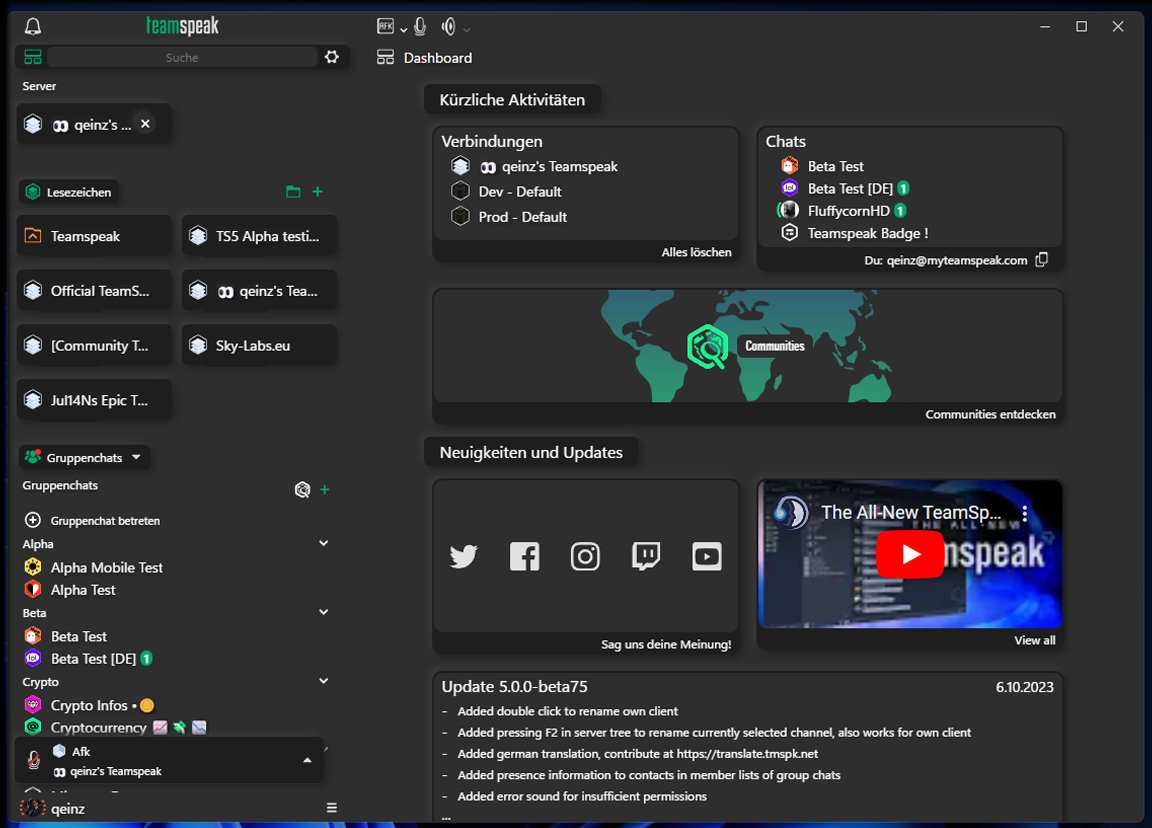 teamspeak
AFK
Suche
Dashboard
Server
qeinz's ...
Lesezeichen
Teamspeak
TS5 Alpha testi...
Official TeamS...
qeinz's Tea...
[Community T...
Sky-Labs.eu
Jul14Ns Epic T...
Gruppenchats
Gruppenchats
Gruppenchat betreten
Alpha
Alpha Mobile Test
Alpha Test
Beta
Beta Test
Beta Test [DE] 1
Crypto
Crypto Infos •
Cryptocurrency
Afk
qeinz's Teamspeak
qeinz
Kürzliche Aktivitäten
Verbindungen
qeinz's Teamspeak
Dev - Default
Prod - Default
Alles löschen
Chats
Beta Test
Beta Test [DE] 1
FluffycornHD 1
Teamspeak Badge !
Du: qeinz@myteamspeak.com
Communities
Communities entdecken
Neuigkeiten und Updates
Sag uns deine Meinung!
The All-New TeamSp...
THE ALL-NEW
mspeak
View all
Update 5.0.0-beta75
6.10.2023
- Added double click to rename own client
- Added pressing F2 in server tree to rename currently selected channel, also works for own client
- Added german translation, contribute at https://translate.tmspk.net
- Added presence information to contacts in member lists of group chats
- Added error sound for insufficient permissions
...